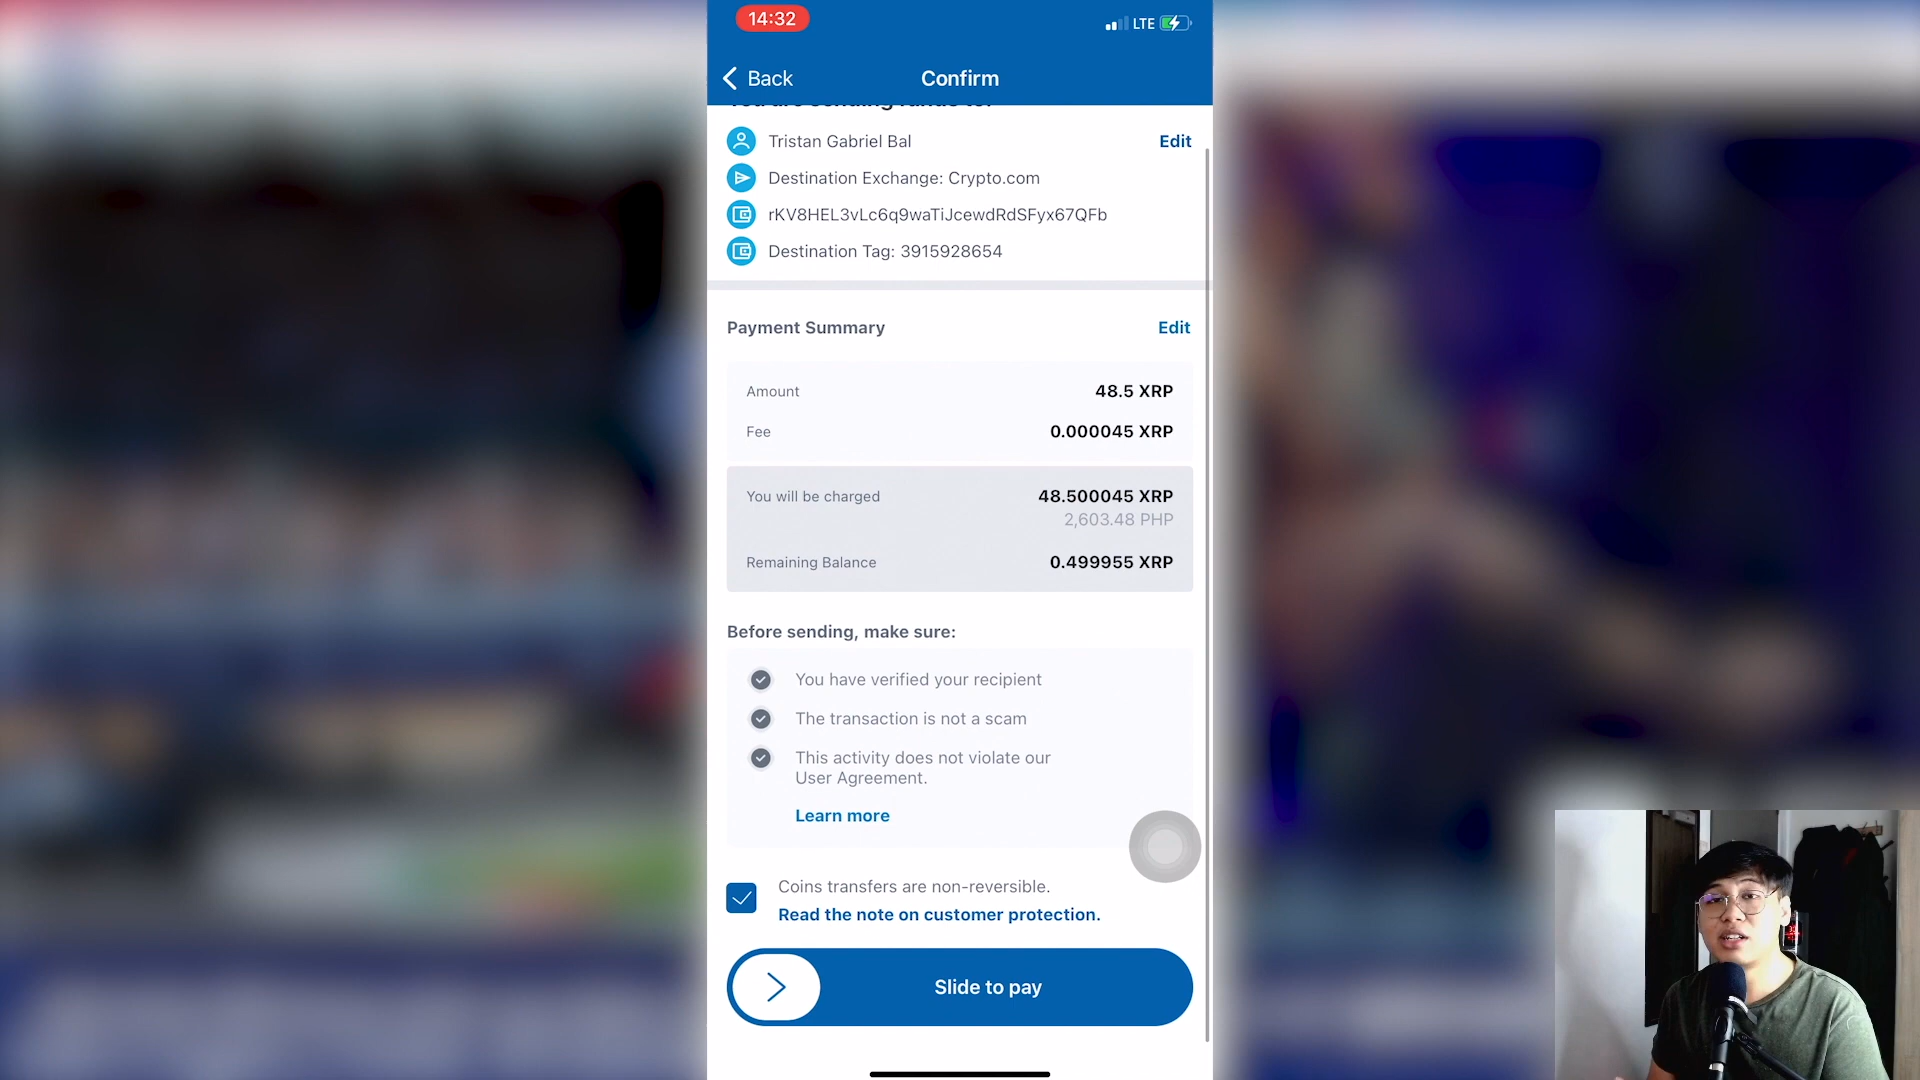 14:32
LTE
Back
Confirm
Tristan Gabriel Bal
Edit
Destination Exchange: Crypto.com
rKV8HEL3vLc6q9waTiJcewdRdSFyx67QFb
Destination Tag: 3915928654
Payment Summary
Edit
Amount
48.5 XRP
Fee
0.000045 XRP
You will be charged
48.500045 XRP
2,603.48 PHP
Remaining Balance
0.499955 XRP
Before sending, make sure:
You have verified your recipient
The transaction is not a scam
This activity does not violate our
User Agreement.
Learn more
Coins transfers are non-reversible.
Read the note on customer protection.
Slide to pay